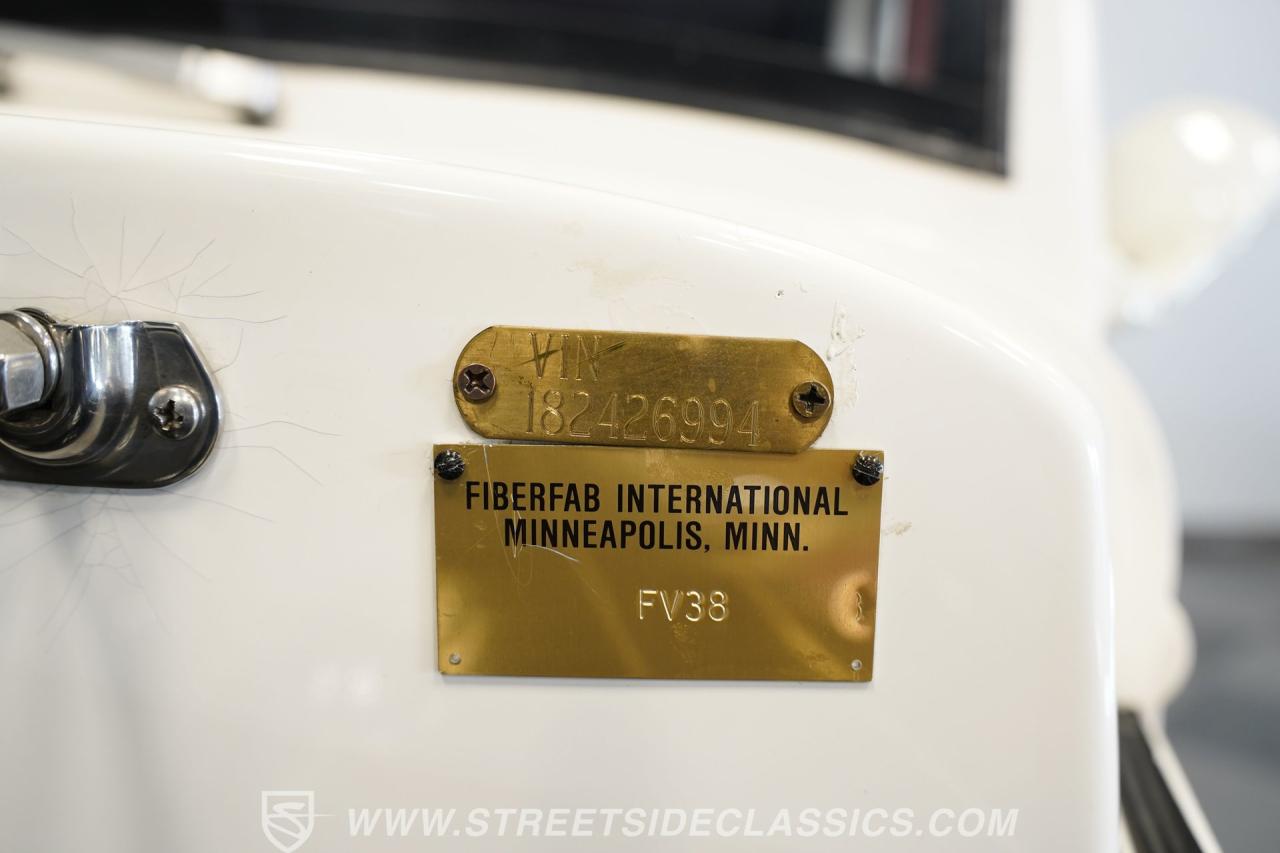 VIN
182426994
FIBERFAB INTERNATIONAL
MINNEAPOLIS, MINN.
FV38
WWW.STREETSIDECLASSICS.COM